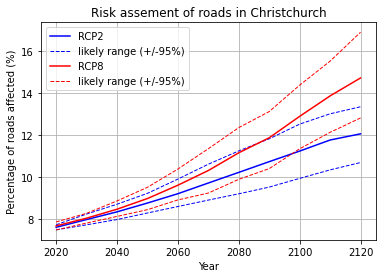 Risk assement of roads in Christchurch
RCP2
likely range (+/-95%)
RCP8
likely range (+/-95%)
Percentage of roads affected (%)
16
14
12
10
8
2020 2040 2060 2080 2100 2120
Year